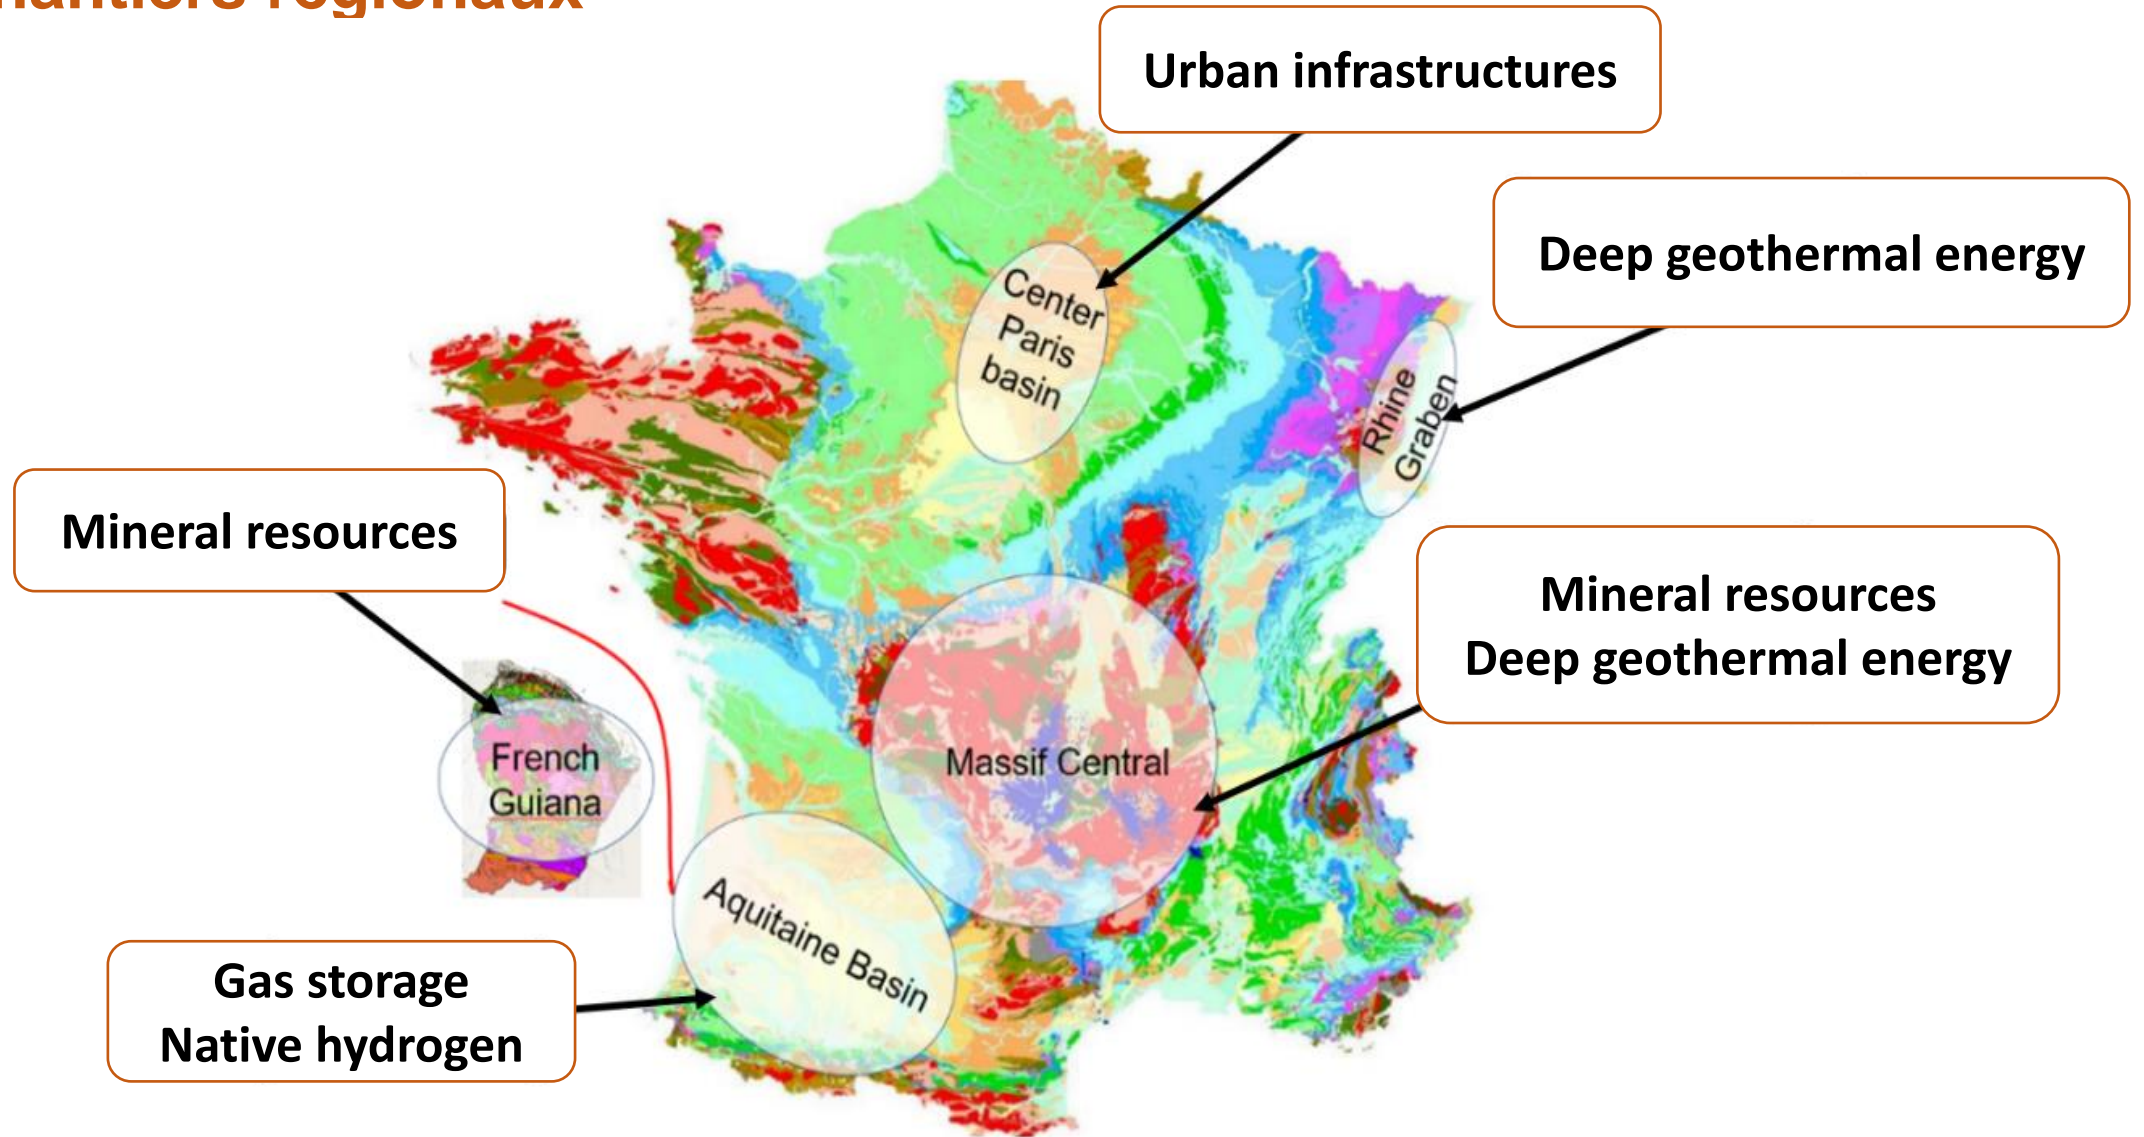 régionaux
Urban infrastructures
Deep geothermal energy
Center
Paris
basin
Rhine
Graben
Mineral resources
Mineral resources
Deep geothermal energy
French
Guiana
Massif Central
Aquitaine Basin
Gas storage
Native hydrogen